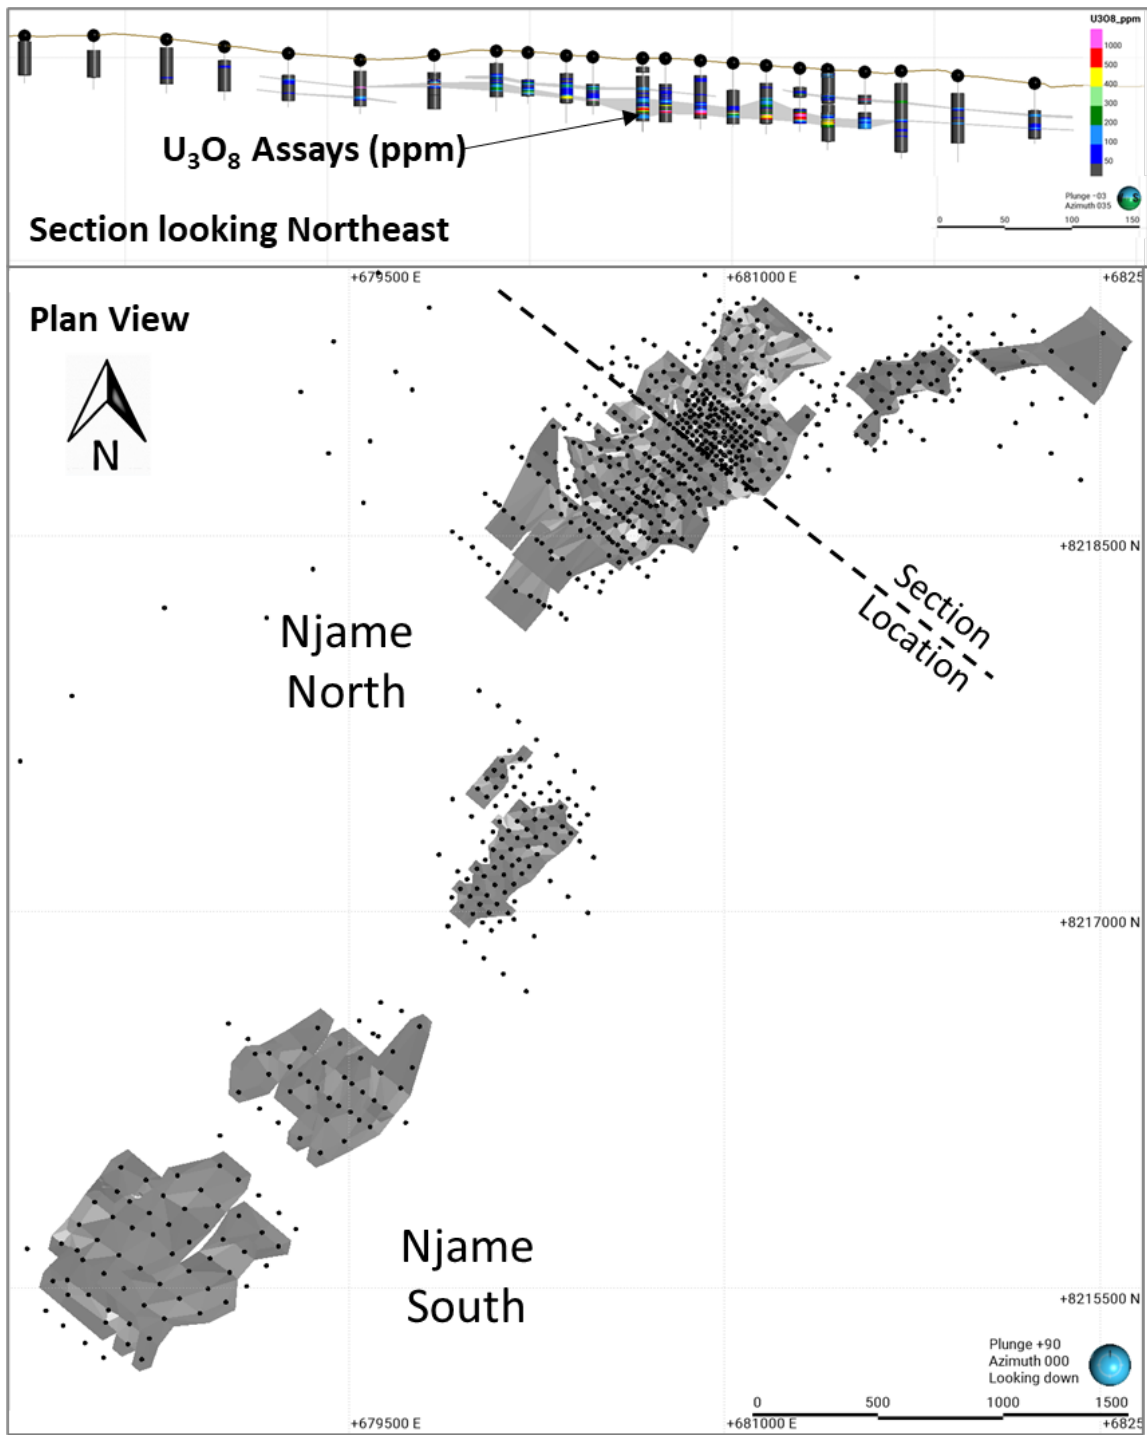 U3O8_ppm
1000
500
400
300
200
100
50
U₃O₈ Assays (ppm)
Plunge -03
Azimuth 035
0 50 100 150
Section looking Northeast
+679500 E +681000 E +6825
Plan View
N
+8218500 N
Section
Location
Njame
North
+8217000 N
Njame
South
+8215500 N
Plunge +90
Azimuth 000
Looking down
0 500 1000 1500
+679500 E +681000 E +6825